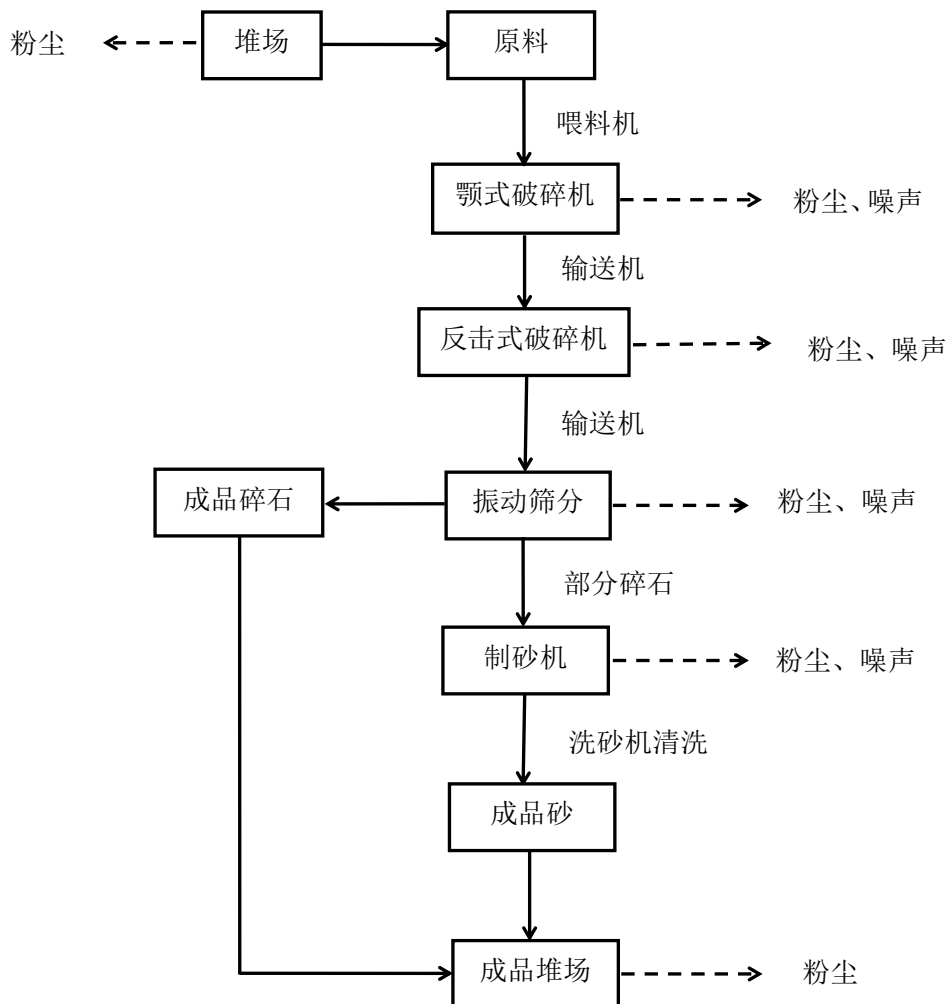 粉尘
堆场
原料
喂料机
颚式破碎机
粉尘、噪声
输送机
反击式破碎机
粉尘、噪声
输送机
成品碎石
振动筛分
粉尘、噪声
部分碎石
制砂机
粉尘、噪声
洗砂机清洗
成品砂
成品堆场
粉尘